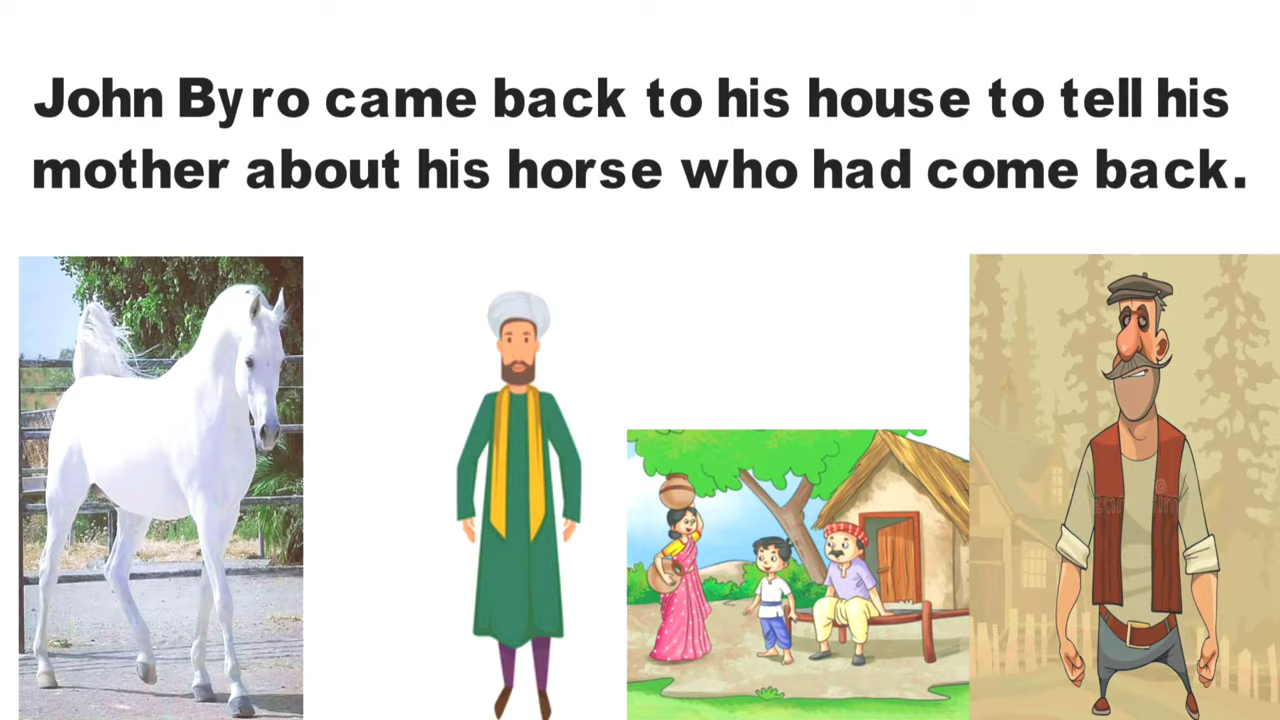 John Byro came back to his house to tell his
mother about his horse who had come back.